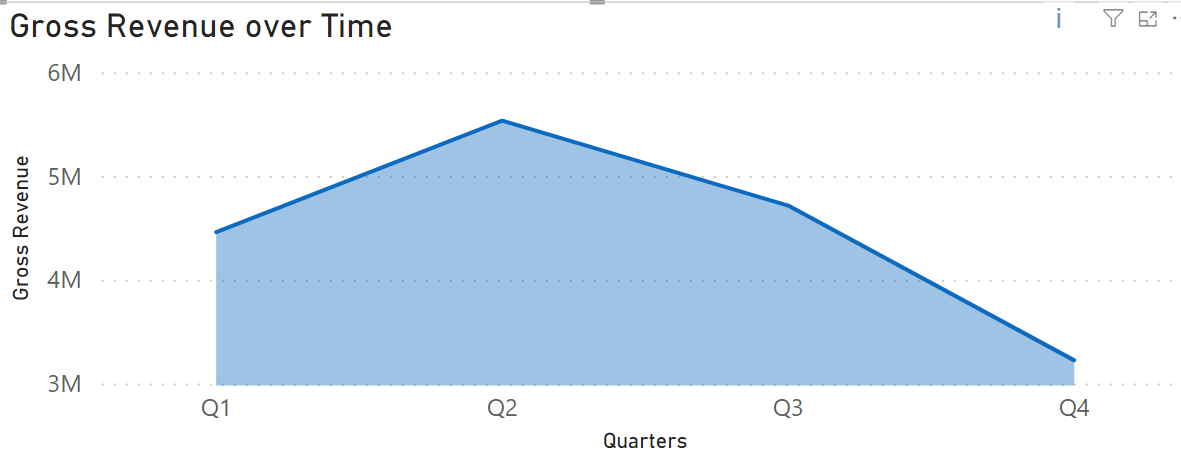 Gross Revenue over Time
Gross Revenue
6M
5M
4M
3M
Q1 Q2 Q3 Q4
Quarters